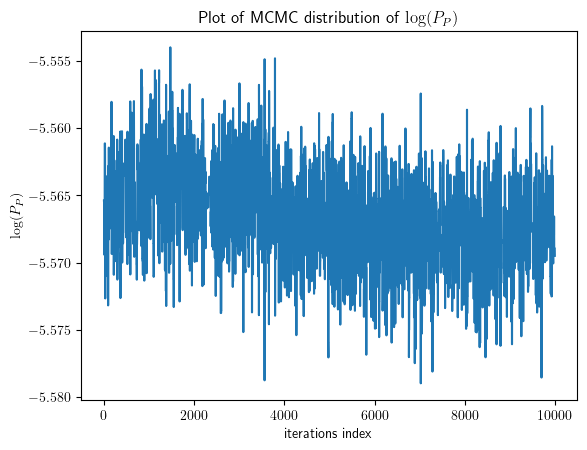 Plot of MCMC distribution of log(P_P)
−5.555
−5.560
−5.565
−5.570
−5.575
−5.580
log(P_P)
0 2000 4000 6000 8000 10000
iterations index